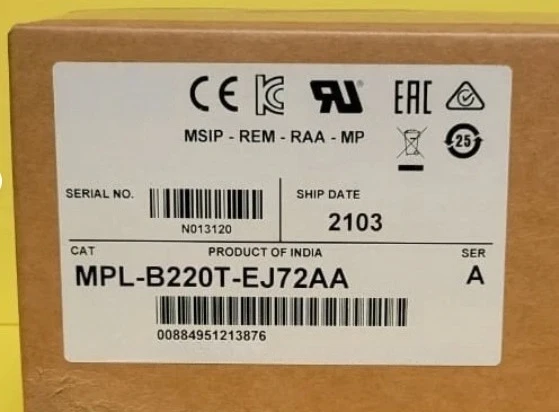 CE EAC
MSIP - REM - RAA - MP
25
SERIAL NO.
N013120
SHIP DATE
2103
CAT PRODUCT OF INDIA SER
MPL-B220T-EJ72AA A
00884951213876